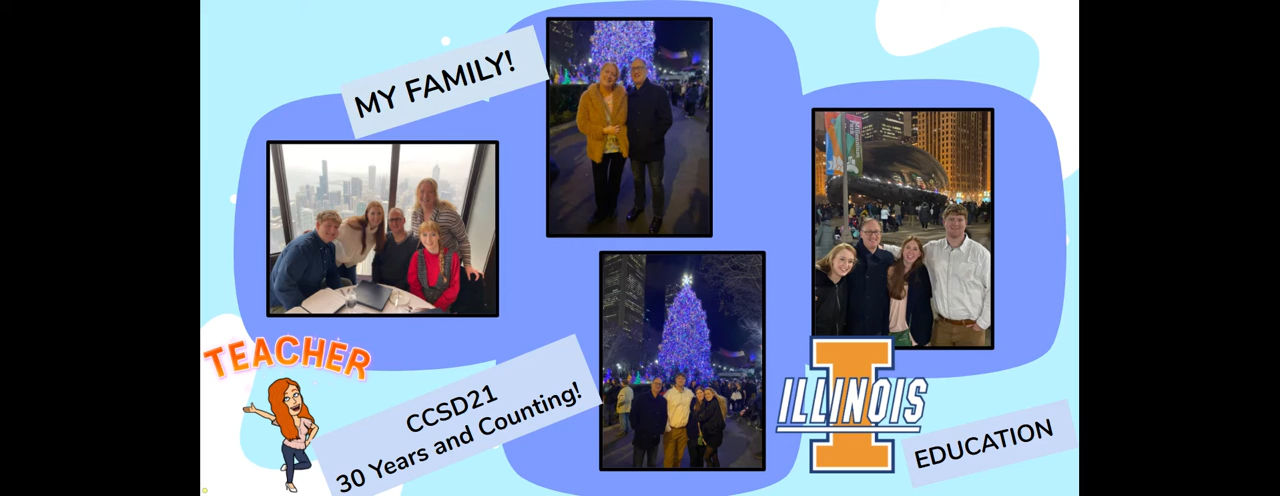 MY FAMILY!
TEACHER
CCSD21
30 Years and Counting!
ILLINOIS
EDUCATION